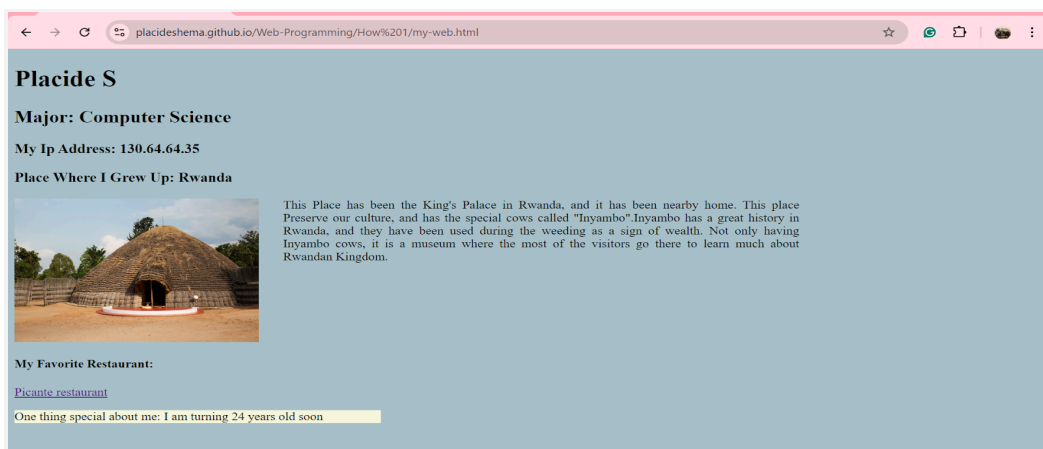 placideshema.github.io/Web-Programming/How%201/my-web.html
Placide S
Major: Computer Science
My Ip Address: 130.64.64.35
Place Where I Grew Up: Rwanda
This Place has been the King's Palace in Rwanda, and it has been nearby home. This place
Preserve our culture, and has the special cows called "Inyambo".Inyambo has a great history in
Rwanda, and they have been used during the weeding as a sign of wealth. Not only having
Inyambo cows, it is a museum where the most of the visitors go there to learn much about
Rwandan Kingdom.
My Favorite Restaurant:
Picante restaurant
One thing special about me: I am turning 24 years old soon